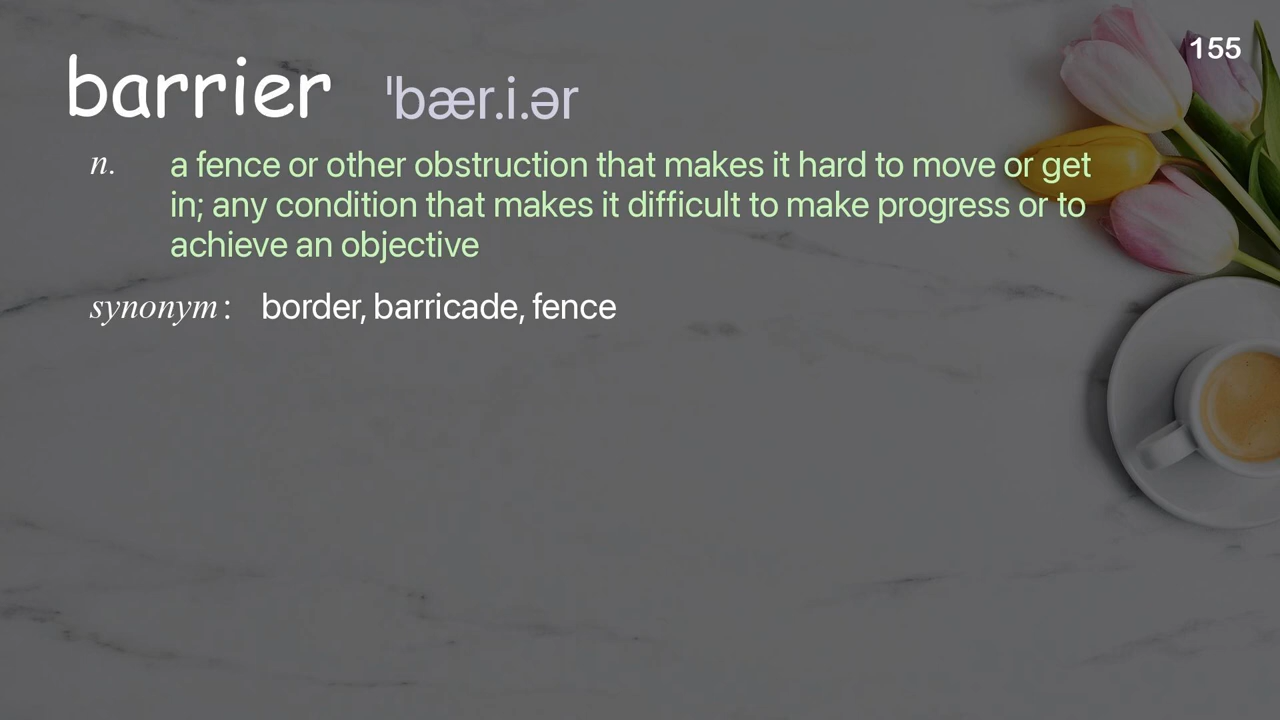 155
barrier ˈbær.i.ər
n. a fence or other obstruction that makes it hard to move or get
in; any condition that makes it difficult to make progress or to
achieve an objective
synonym: border, barricade, fence